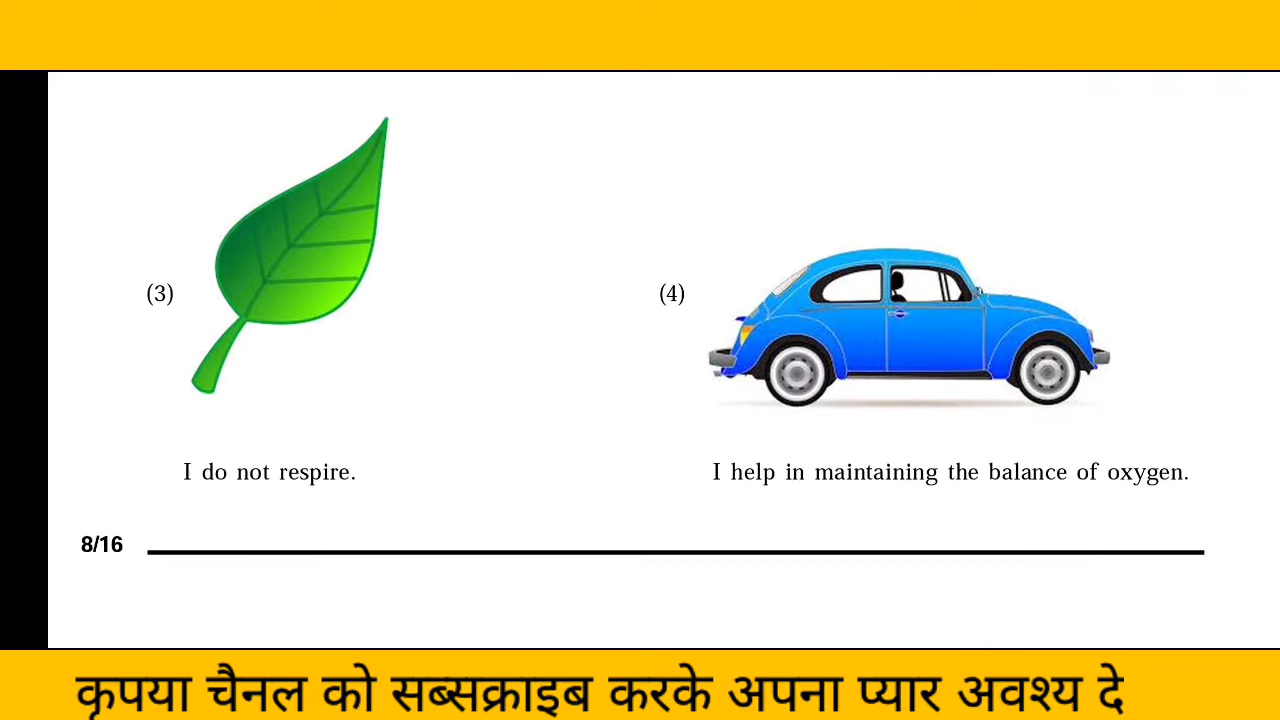 (3)
(4)
I do not respire.
I help in maintaining the balance of oxygen.
8/16
कृपया चैनल को सब्सक्राइब करके अपना प्यार अवश्य दे